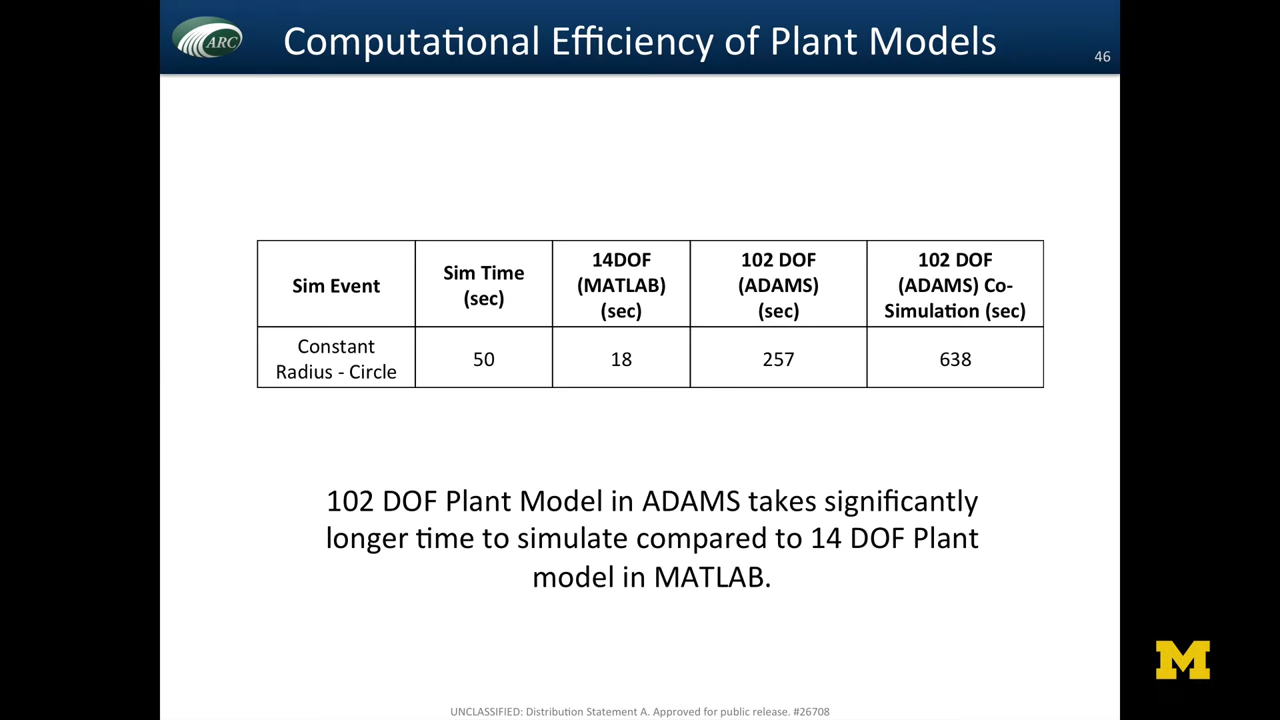 ARC
Computational Efficiency of Plant Models
46
Sim Event
Sim Time
(sec)
14DOF
(MATLAB)
(sec)
102 DOF
(ADAMS)
(sec)
102 DOF
(ADAMS) Co-
Simulation (sec)
Constant
Radius - Circle
50
18
257
638
102 DOF Plant Model in ADAMS takes significantly
longer time to simulate compared to 14 DOF Plant
model in MATLAB.
M
UNCLASSIFIED: Distribution Statement A. Approved for public release. #26708